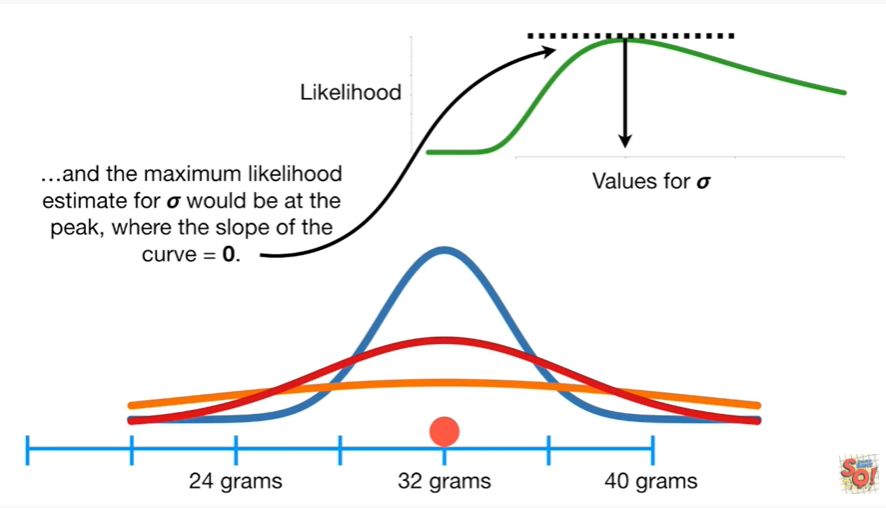 Likelihood
...and the maximum likelihood
estimate for σ would be at the
peak, where the slope of the
curve = 0.
Values for σ
24 grams
32 grams
40 grams
SQ!